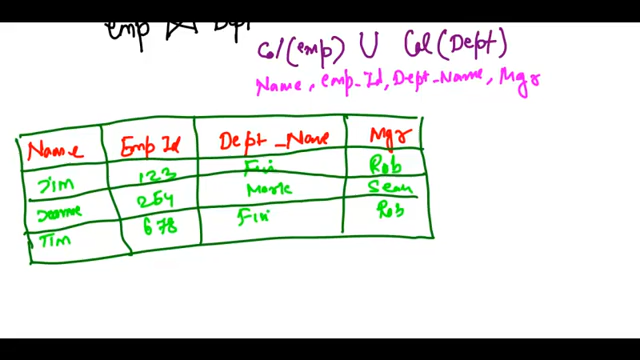 emp ⋈ Dept
Col(emp) ∪ Col(Dept)
Name, emp_Id, Dept_Name, Mgr
Name Emp Id Dept_Name Mgr
Jim 123 Fin Rob
254 Mark Sean
Tim 678 Fin Rob